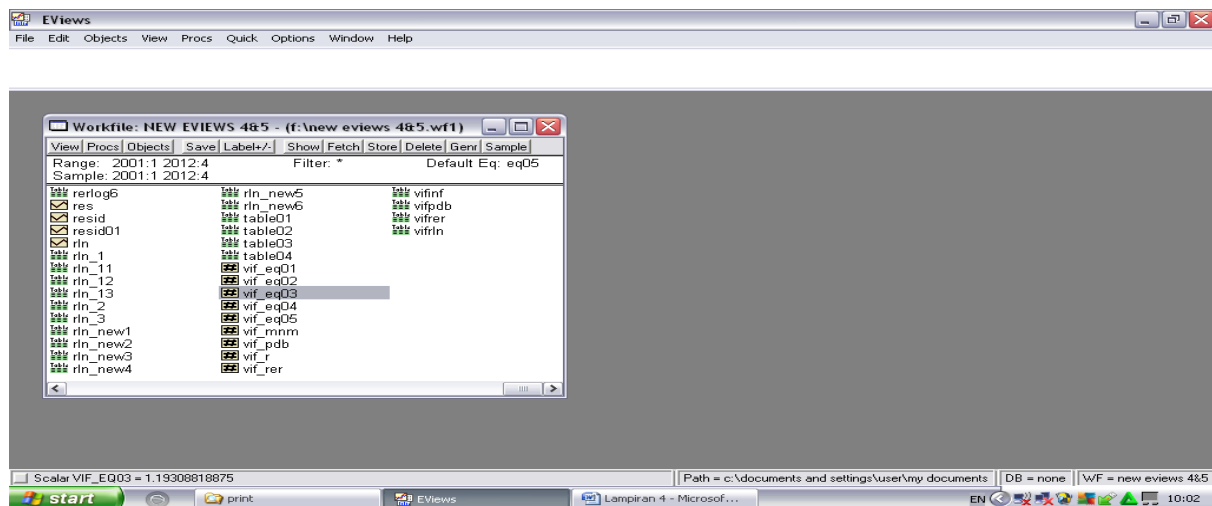 EViews
File Edit Objects View Procs Quick Options Window Help
Workfile: NEW EVIEWS 4&5 - (f:\new eviews 4&5.wf1)
View Procs Objects Save Label+/- Show Fetch Store Delete Genr Sample
Range: 2001:1 2012:4 Filter: * Default Eq: eq05
Sample: 2001:1 2012:4
rerlog6
res
resid
resid01
rln
rln_1
rln_11
rln_12
rln_13
rln_2
rln_3
rln_new1
rln_new2
rln_new3
rln_new4
rln_new5
rln_new6
table01
table02
table03
table04
vif_eq01
vif_eq02
vif_eq03
vif_eq04
vif_eq05
vif_mnm
vif_pdb
vif_r
vif_rer
vifinf
vifpdb
vifrer
vifrln
Scalar VIF_EQ03 = 1.19308818875
Path = c:\documents and settings\user\my documents DB = none WF = new eviews 4&5
start print EViews Lampiran 4 - Microsof... EN 10:02